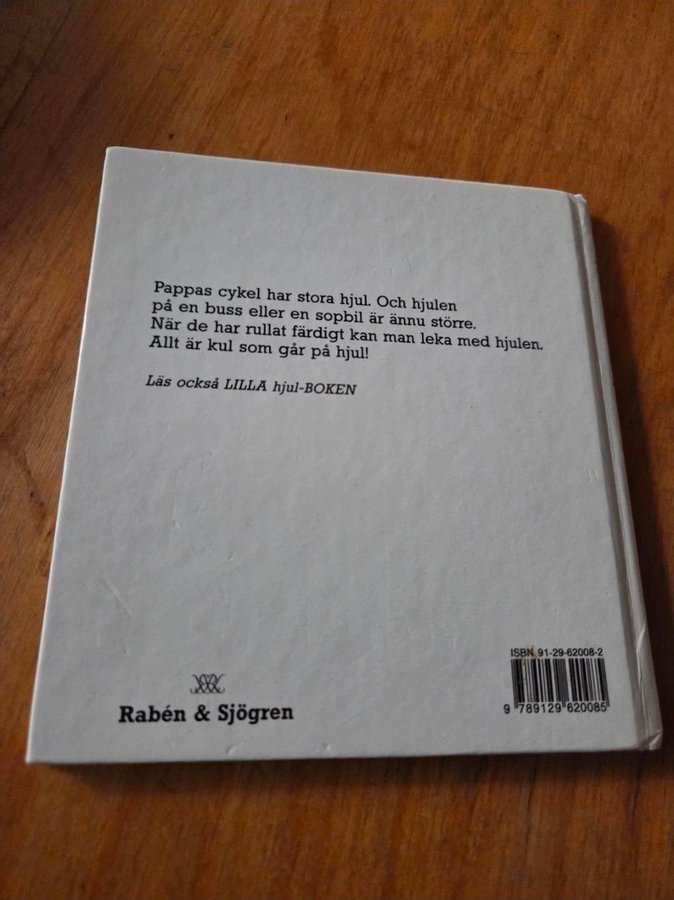 Pappas cykel har stora hjul. Och hjulen
på en buss eller en sopbil är ännu större.
När de har rullat färdigt kan man leka med hjulen.
Allt är kul som går på hjul!
Läs också LILLA hjul-BOKEN
ISBN 91-29-62008-2
9 789129 620085
Rabén & Sjögren